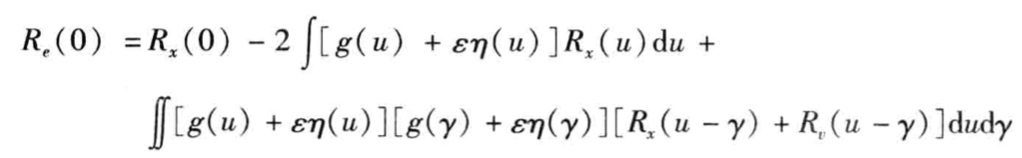 R_e(0) = R_x(0) - 2 ∫[g(u) + εη(u)]R_x(u)du +
∬[g(u) + εη(u)][g(γ) + εη(γ)][R_x(u - γ) + R_v(u - γ)]dudγ